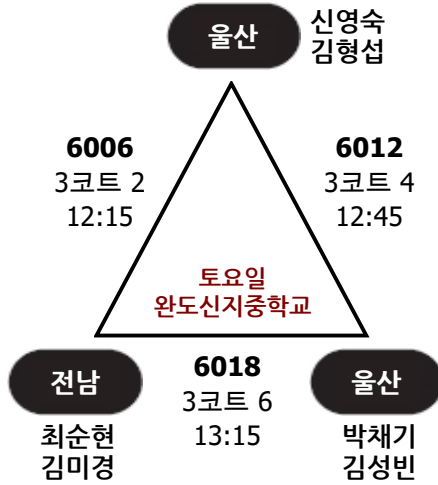 울산
신영숙
김형섭
6006
3코트 2
12:15
6012
3코트 4
12:45
토요일
완도신지중학교
전남
최순현
김미경
6018
3코트 6
13:15
울산
박채기
김성빈